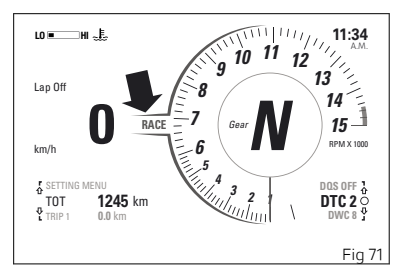 LO HI
11:34
A.M.
Lap Off
0
RACE
km/h
Gear N
1
2
3
4
5
6
7
8
9
10
11
12
13
14
15
RPM X 1000
SETTING MENU
TOT 1245 km
TRIP 1 0.0 km
DQS OFF
DTC 2
DWC 8
Fig 71